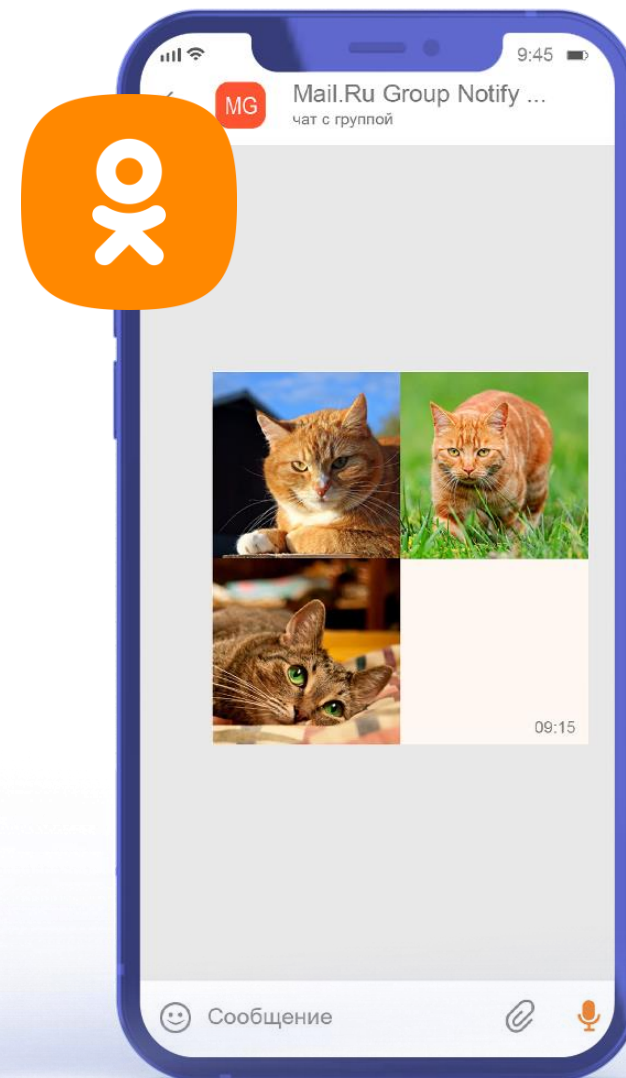 9:45
MG
Mail.Ru Group Notify ...
чат с группой
09:15
Сообщение